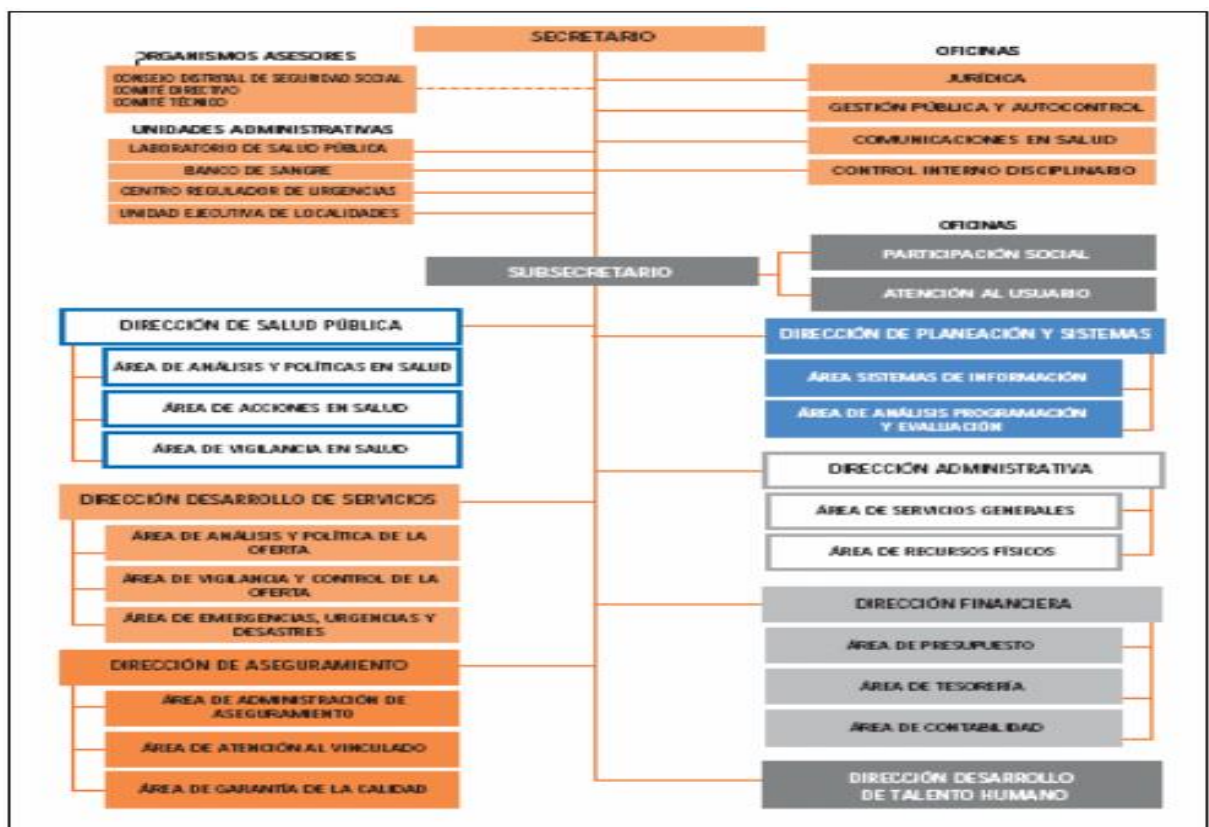 SECRETARIO
ORGANISMOS ASESORES
CONSEJO DISTRITAL DE SEGURIDAD SOCIAL
COMITÉ DIRECTIVO
COMITÉ TÉCNICO
UNIDADES ADMINISTRATIVAS
LABORATORIO DE SALUD PÚBLICA
BANCO DE SANGRE
CENTRO REGULADOR DE URGENCIAS
UNIDAD EJECUTIVA DE LOCALIDADES
OFICINAS
JURÍDICA
GESTIÓN PÚBLICA Y AUTOCONTROL
COMUNICACIONES EN SALUD
CONTROL INTERNO DISCIPLINARIO
SUBSECRETARIO
OFICINAS
PARTICIPACIÓN SOCIAL
ATENCIÓN AL USUARIO
DIRECCIÓN DE SALUD PÚBLICA
ÁREA DE ANÁLISIS Y POLÍTICAS EN SALUD
ÁREA DE ACCIONES EN SALUD
ÁREA DE VIGILANCIA EN SALUD
DIRECCIÓN DESARROLLO DE SERVICIOS
ÁREA DE ANÁLISIS Y POLÍTICA DE LA
OFERTA
ÁREA DE VIGILANCIA Y CONTROL DE LA
OFERTA
ÁREA DE EMERGENCIAS, URGENCIAS Y
DESASTRES
DIRECCIÓN DE ASEGURAMIENTO
ÁREA DE ADMINISTRACIÓN DE
ASEGURAMIENTO
ÁREA DE ATENCIÓN AL VINCULADO
ÁREA DE GARANTÍA DE LA CALIDAD
DIRECCIÓN DE PLANEACIÓN Y SISTEMAS
ÁREA SISTEMAS DE INFORMACIÓN
ÁREA DE ANÁLISIS PROGRAMACIÓN
Y EVALUACIÓN
DIRECCIÓN ADMINISTRATIVA
ÁREA DE SERVICIOS GENERALES
ÁREA DE RECURSOS FÍSICOS
DIRECCIÓN FINANCIERA
ÁREA DE PRESUPUESTO
ÁREA DE TESORERÍA
ÁREA DE CONTABILIDAD
DIRECCIÓN DESARROLLO
DE TALENTO HUMANO